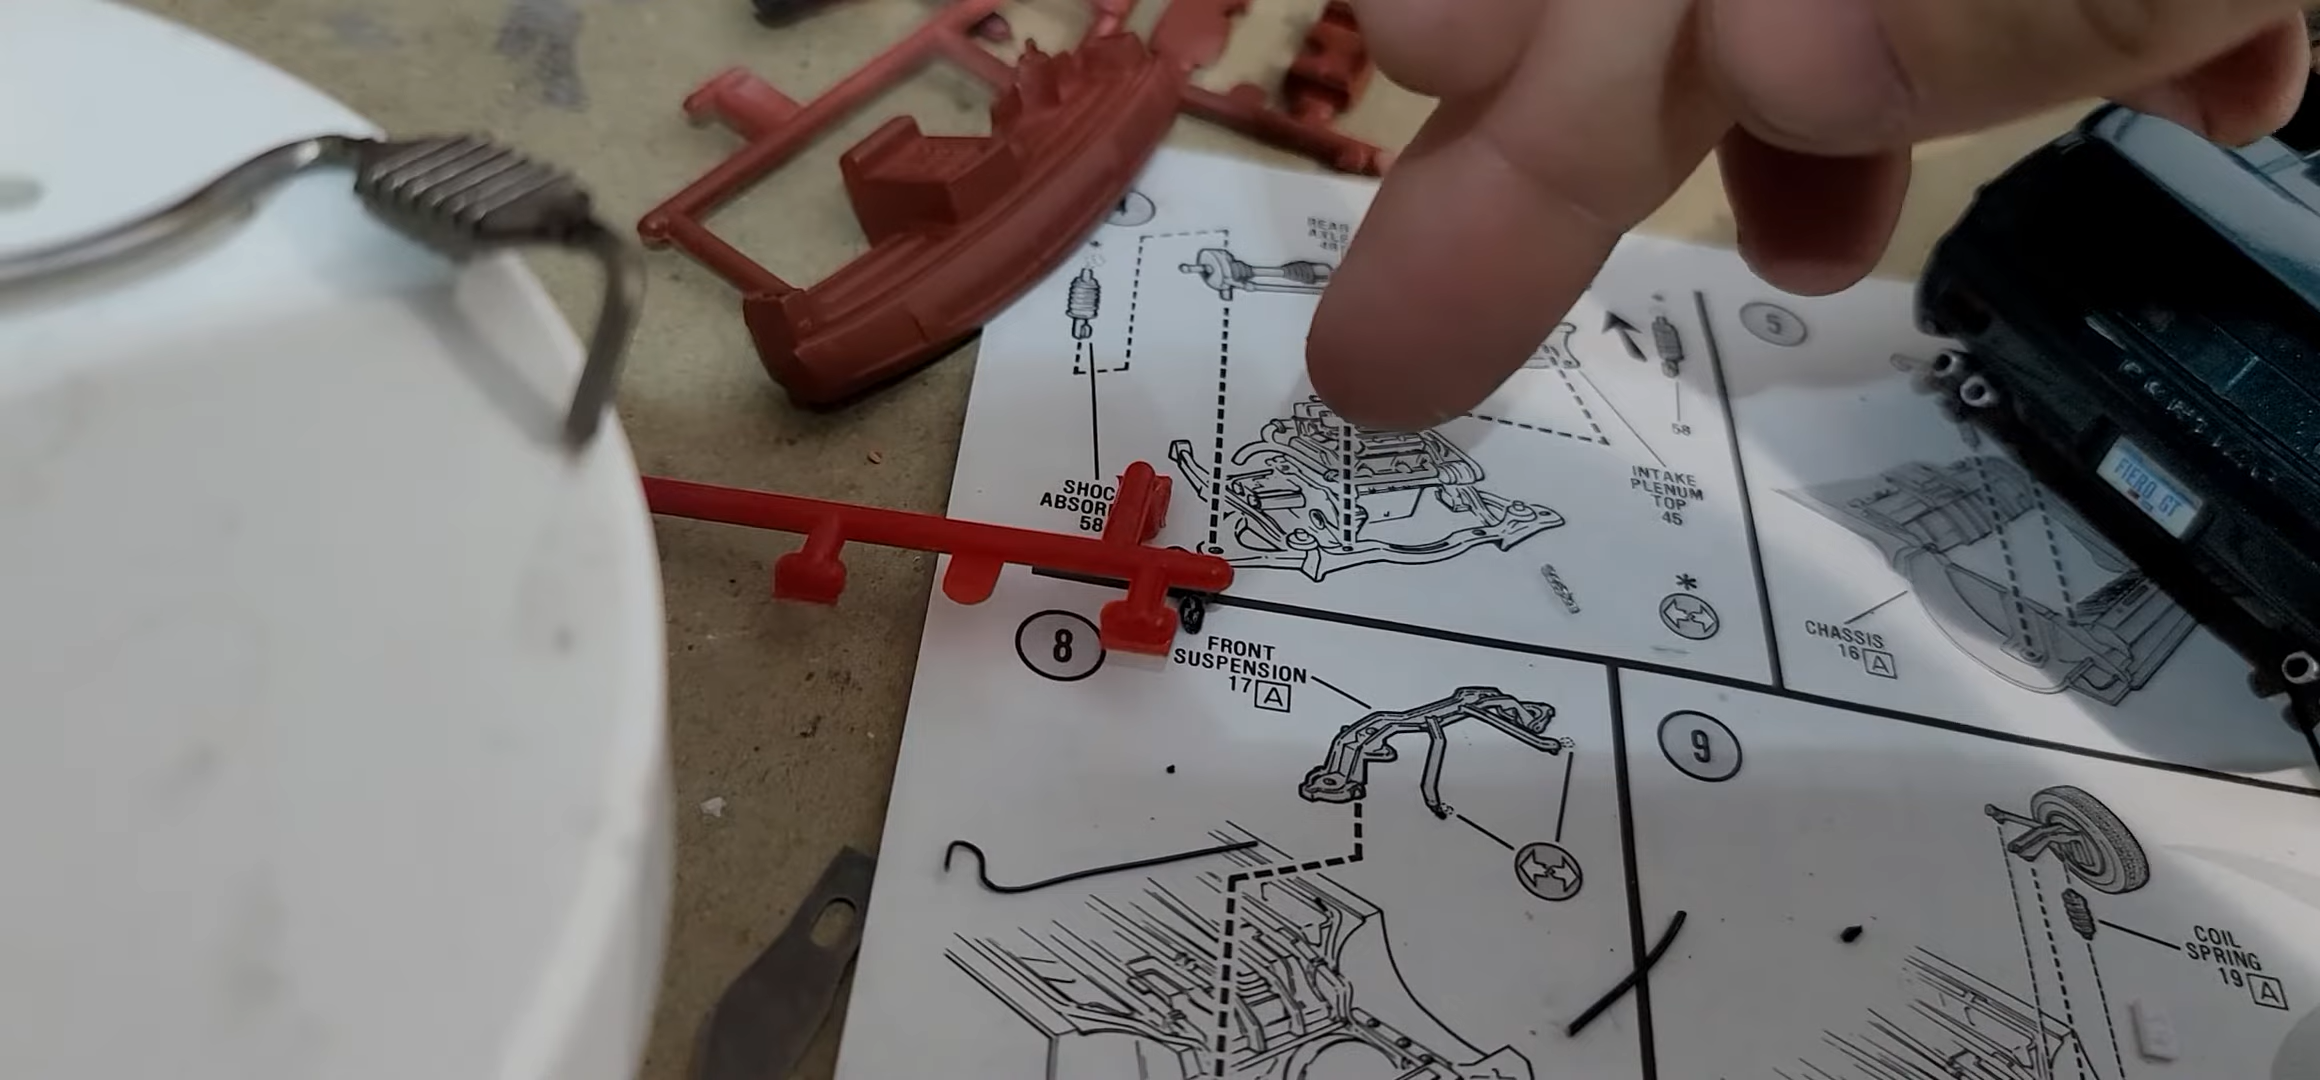 4
REAR
AXLE
SHOC
ABSOR
58
58
INTAKE
PLENUM
TOP
45
5
FIERO GT
CHASSIS
16 A
*
8
FRONT
SUSPENSION
17 A
9
COIL
SPRING
19 A